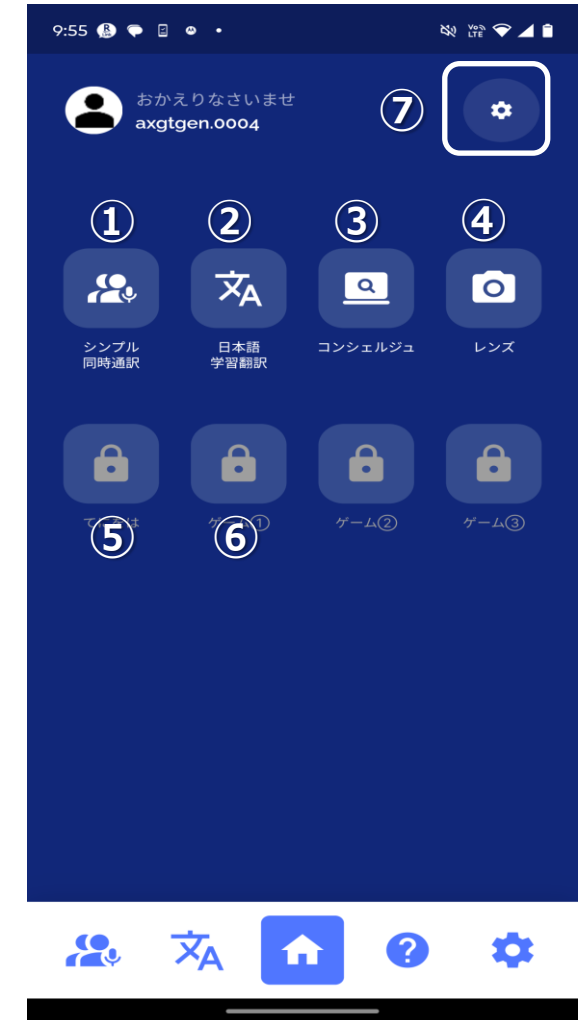 9:55
Vo) LTE
おかえりなさいませ
axgtgen.0004
⑦
① ② ③ ④
シンプル
同時通訳
日本語
学習翻訳
コンシェルジュ
レンズ
ゲーム② ゲーム③
⑤ ⑥